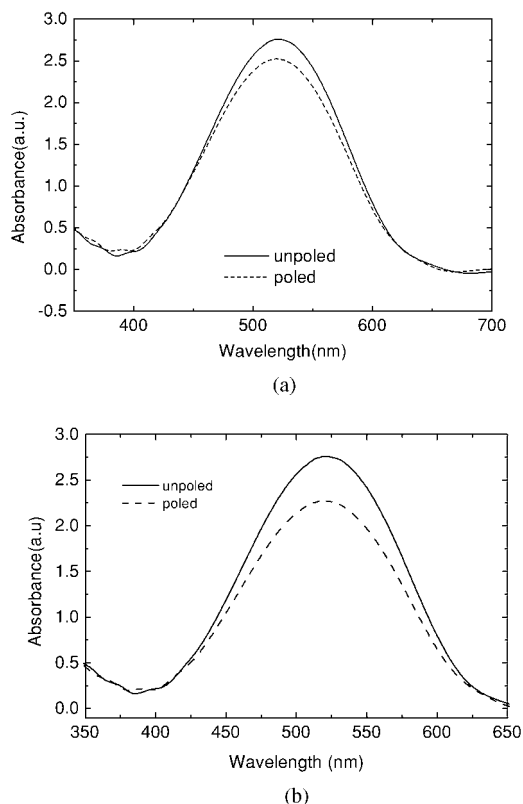 3.0
2.5
2.0
1.5
1.0
0.5
0.0
-0.5
Absorbance(a.u.)
unpoled
poled
400 500 600 700
Wavelength(nm)
(a)
3.0
2.5
2.0
1.5
1.0
0.5
0.0
Absorbance(a.u)
unpoled
poled
350 400 450 500 550 600 650
Wavelength (nm)
(b)